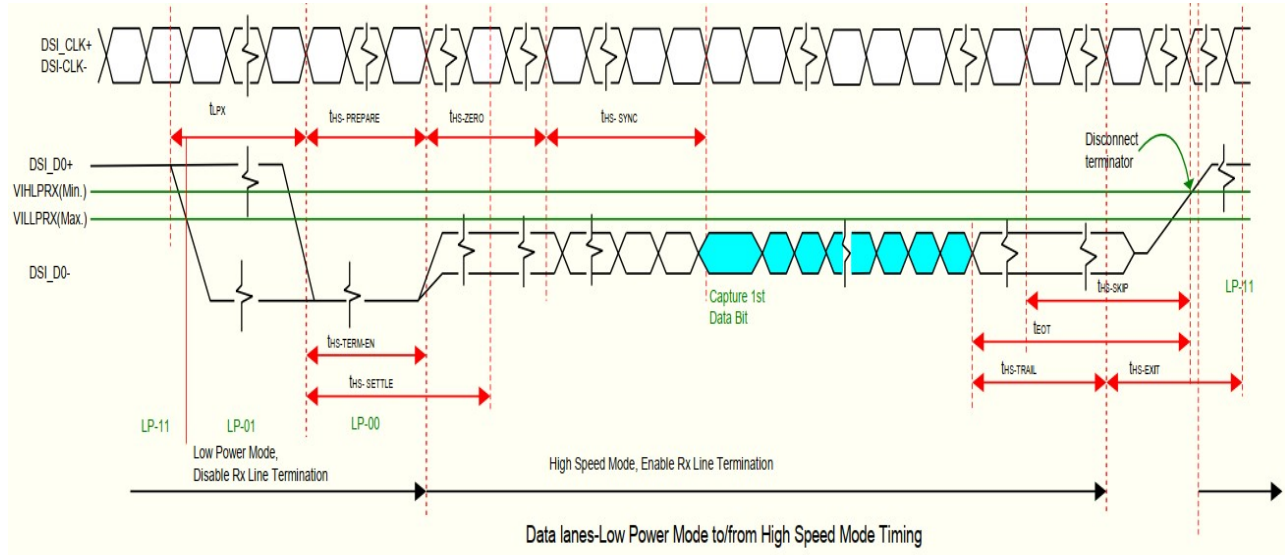 DSI_CLK+
DSI-CLK-
tLPX
tHS- PREPARE
tHS-ZERO
tHS- SYNC
Disconnect
terminator
DSI_D0+
VIHLPRX(Min.)
VILLPRX(Max.)
DSI_D0-
Capture 1st
Data Bit
tHS-SKIP
LP-11
tEOT
tHS-TERM-EN
tHS-TRAIL
tHS-EXIT
tHS- SETTLE
LP-11
LP-01
LP-00
Low Power Mode,
Disable Rx Line Termination
High Speed Mode, Enable Rx Line Termination
Data lanes-Low Power Mode to/from High Speed Mode Timing